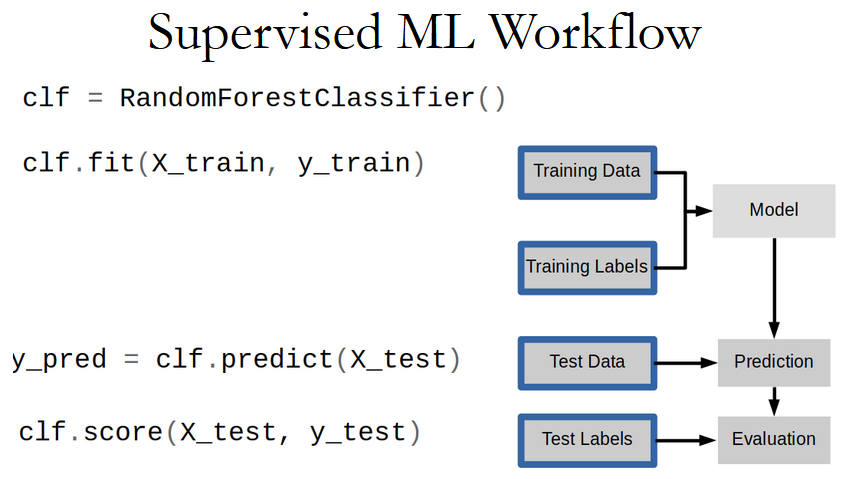 Supervised ML Workflow
clf = RandomForestClassifier()
clf.fit(X_train, y_train)
Training Data
Model
Training Labels
y_pred = clf.predict(X_test)
Test Data
Prediction
clf.score(X_test, y_test)
Test Labels
Evaluation